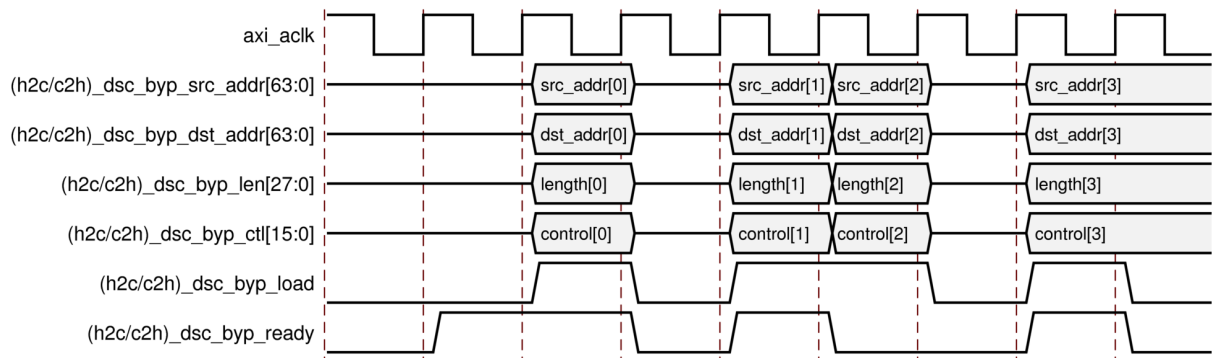 axi_aclk
(h2c/c2h)_dsc_byp_src_addr[63:0] src_addr[0] src_addr[1] src_addr[2] src_addr[3]
(h2c/c2h)_dsc_byp_dst_addr[63:0] dst_addr[0] dst_addr[1] dst_addr[2] dst_addr[3]
(h2c/c2h)_dsc_byp_len[27:0] length[0] length[1] length[2] length[3]
(h2c/c2h)_dsc_byp_ctl[15:0] control[0] control[1] control[2] control[3]
(h2c/c2h)_dsc_byp_load
(h2c/c2h)_dsc_byp_ready